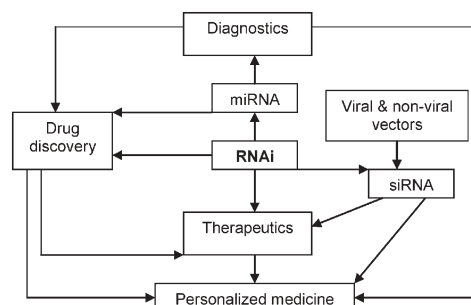 Diagnostics
miRNA
Viral & non-viral
vectors
Drug
discovery
RNAi
siRNA
Therapeutics
Personalized medicine